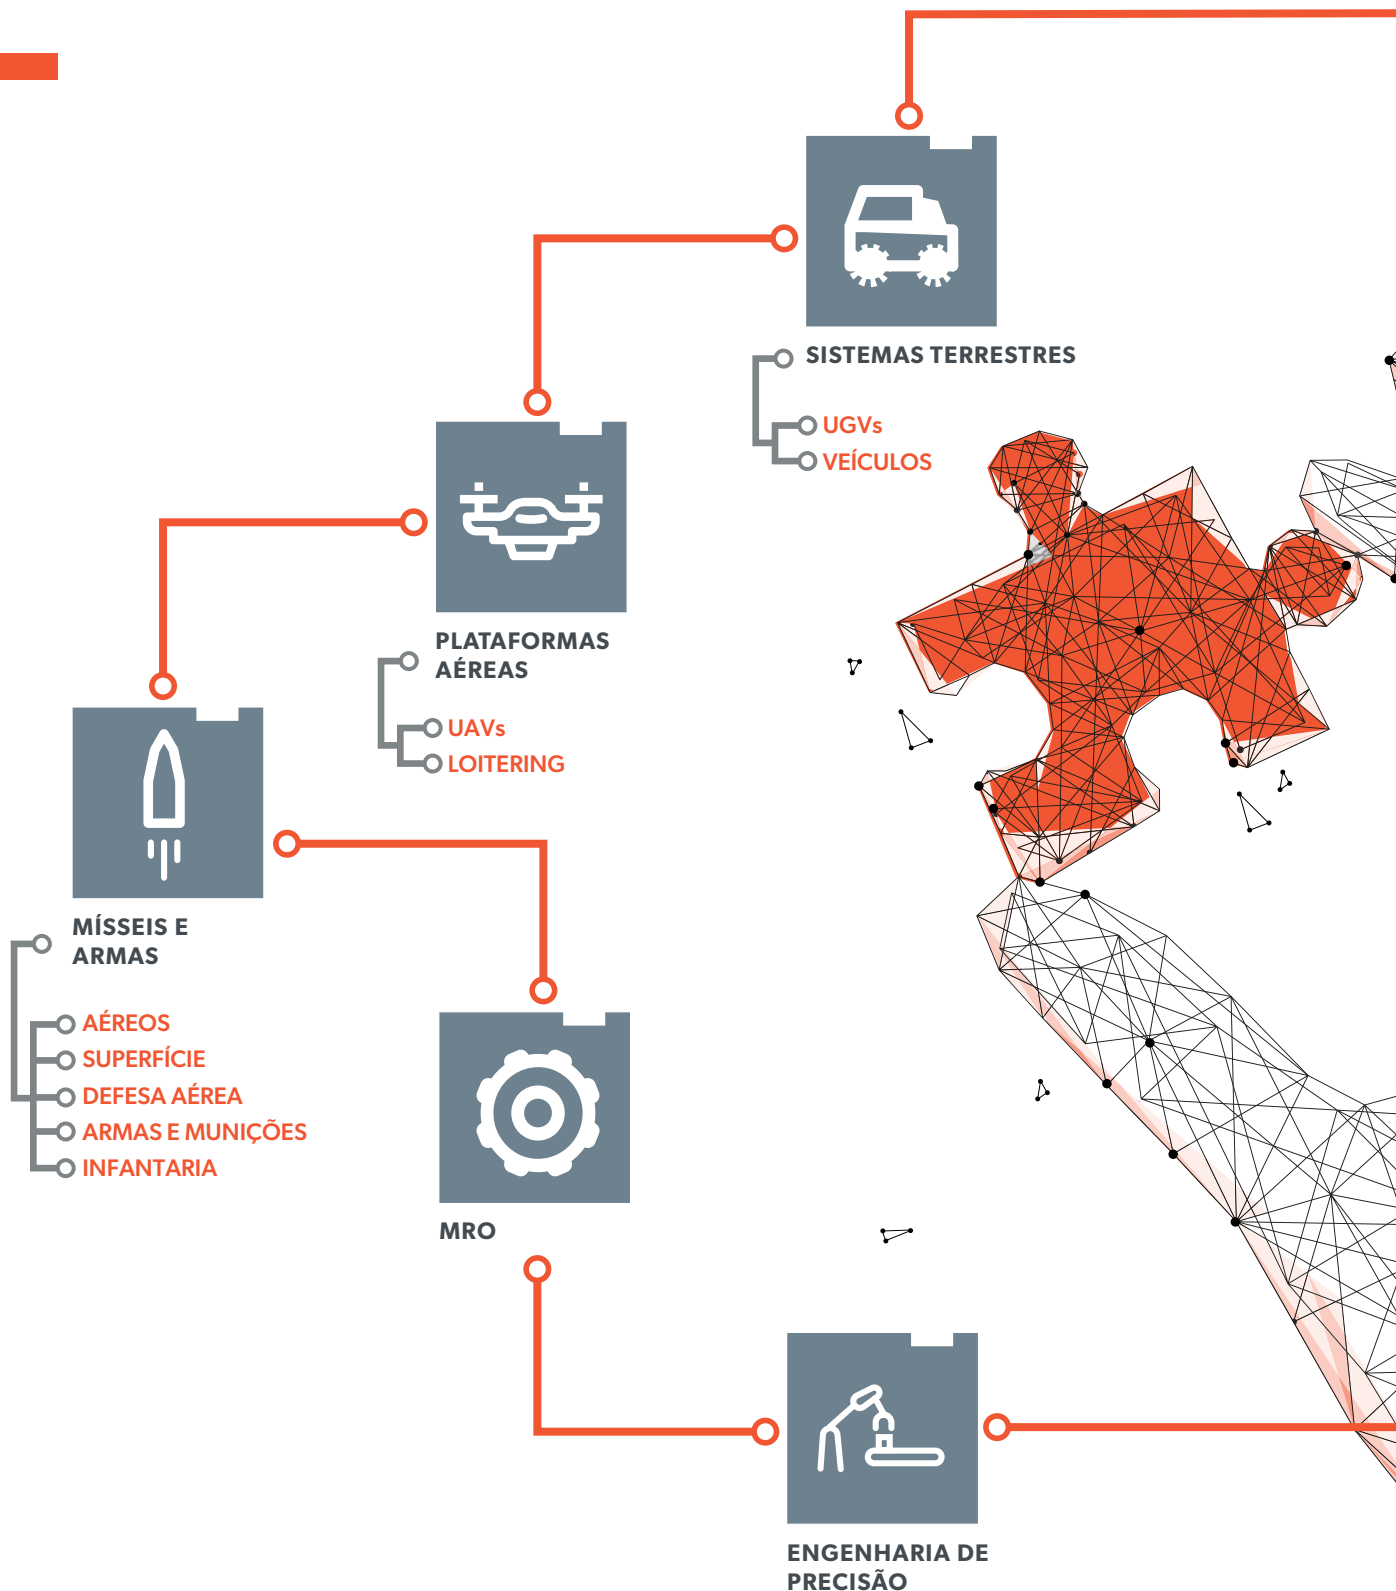 SISTEMAS TERRESTRES
UGVs
VEÍCULOS
PLATAFORMAS
AÉREAS
UAVs
LOITERING
MÍSSEIS E
ARMAS
AÉREOS
SUPERFÍCIE
DEFESA AÉREA
ARMAS E MUNIÇÕES
INFANTARIA
MRO
ENGENHARIA DE
PRECISÃO